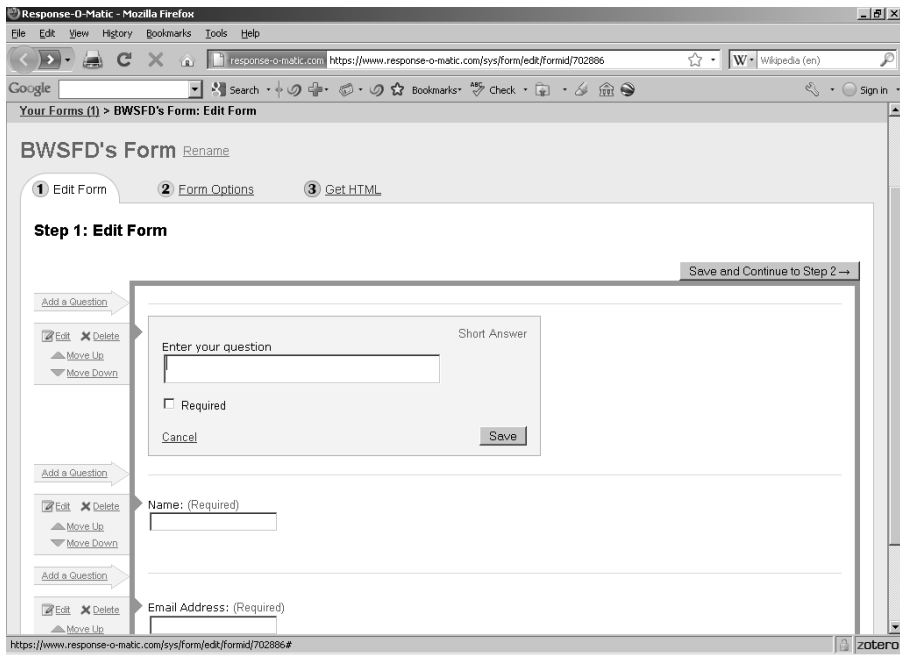 Response-O-Matic - Mozilla Firefox
File Edit View History Bookmarks Tools Help
response-o-matic.com https://www.response-o-matic.com/sys/form/edit/formid/702886 W Wikipedia (en)
Google Search Bookmarks ABC Check Sign in
Your Forms (1) > BWSFD's Form: Edit Form
BWSFD's Form Rename
1 Edit Form 2 Form Options 3 Get HTML
Step 1: Edit Form
Save and Continue to Step 2→
Add a Question
Short Answer
Edit Delete
Enter your question
Move Up
Move Down
Required
Cancel Save
Add a Question
Edit Delete Name: (Required)
Move Up
Move Down
Add a Question
Edit Delete Email Address: (Required)
Move Up
https://www.response-o-matic.com/sys/form/edit/formid/702886# zotero